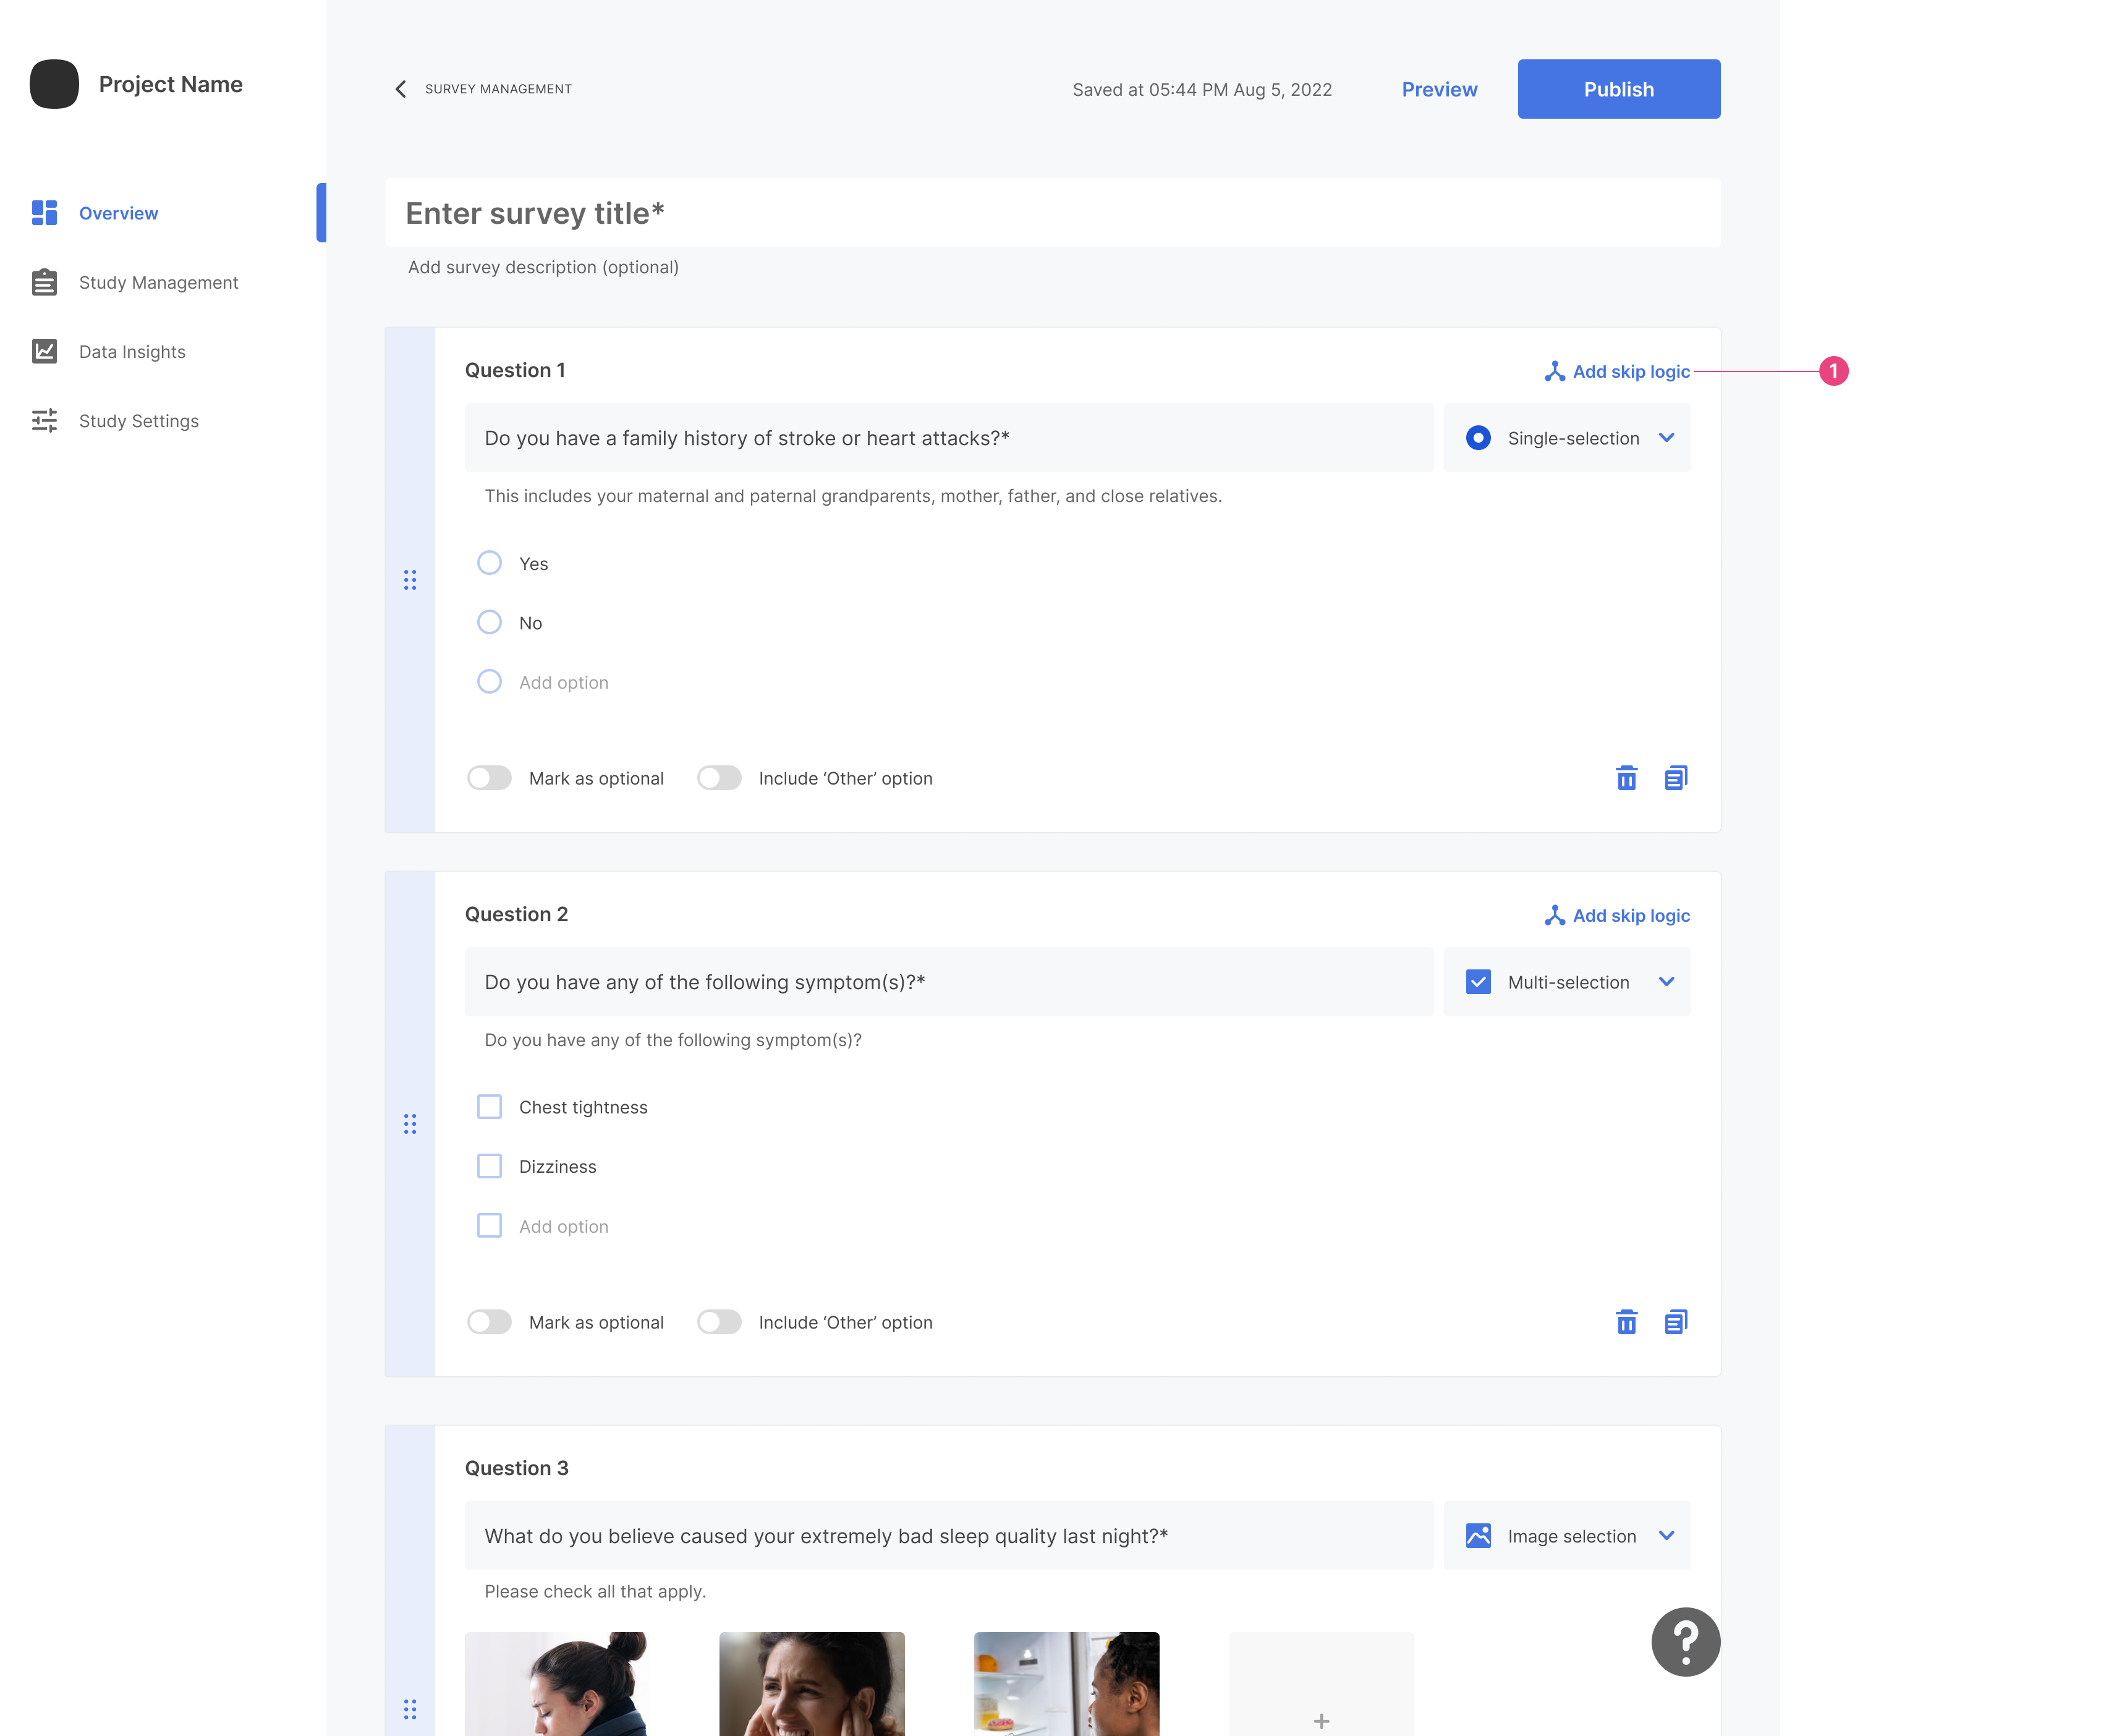 Project Name
SURVEY MANAGEMENT
Saved at 05:44 PM Aug 5, 2022
Preview
Publish
Overview
Study Management
Data Insights
Study Settings
Enter survey title*
Add survey description (optional)
Question 1
Add skip logic
1
Do you have a family history of stroke or heart attacks?*
Single-selection
This includes your maternal and paternal grandparents, mother, father, and close relatives.
Yes
No
Add option
Mark as optional
Include ‘Other’ option
Question 2
Add skip logic
Do you have any of the following symptom(s)?*
Multi-selection
Do you have any of the following symptom(s)?
Chest tightness
Dizziness
Add option
Mark as optional
Include ‘Other’ option
Question 3
What do you believe caused your extremely bad sleep quality last night?*
Image selection
Please check all that apply.
?
+